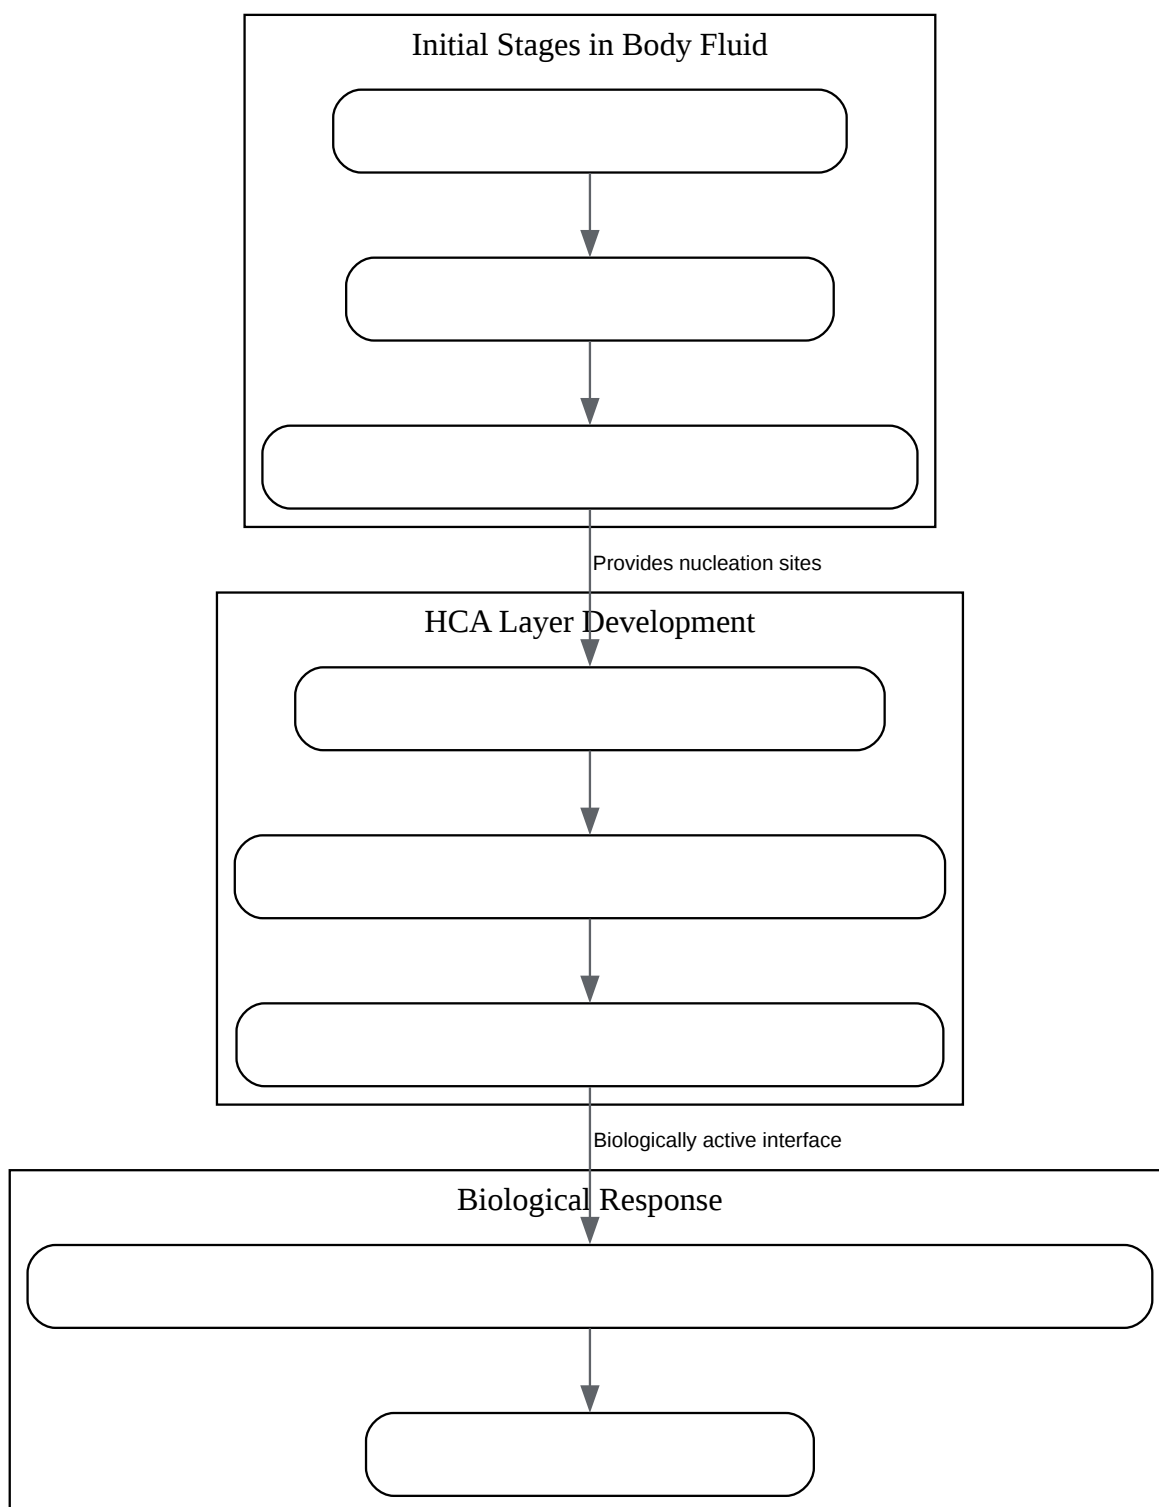 Initial Stages in Body Fluid
Provides nucleation sites
HCA Layer Development
Biologically active interface
Biological Response